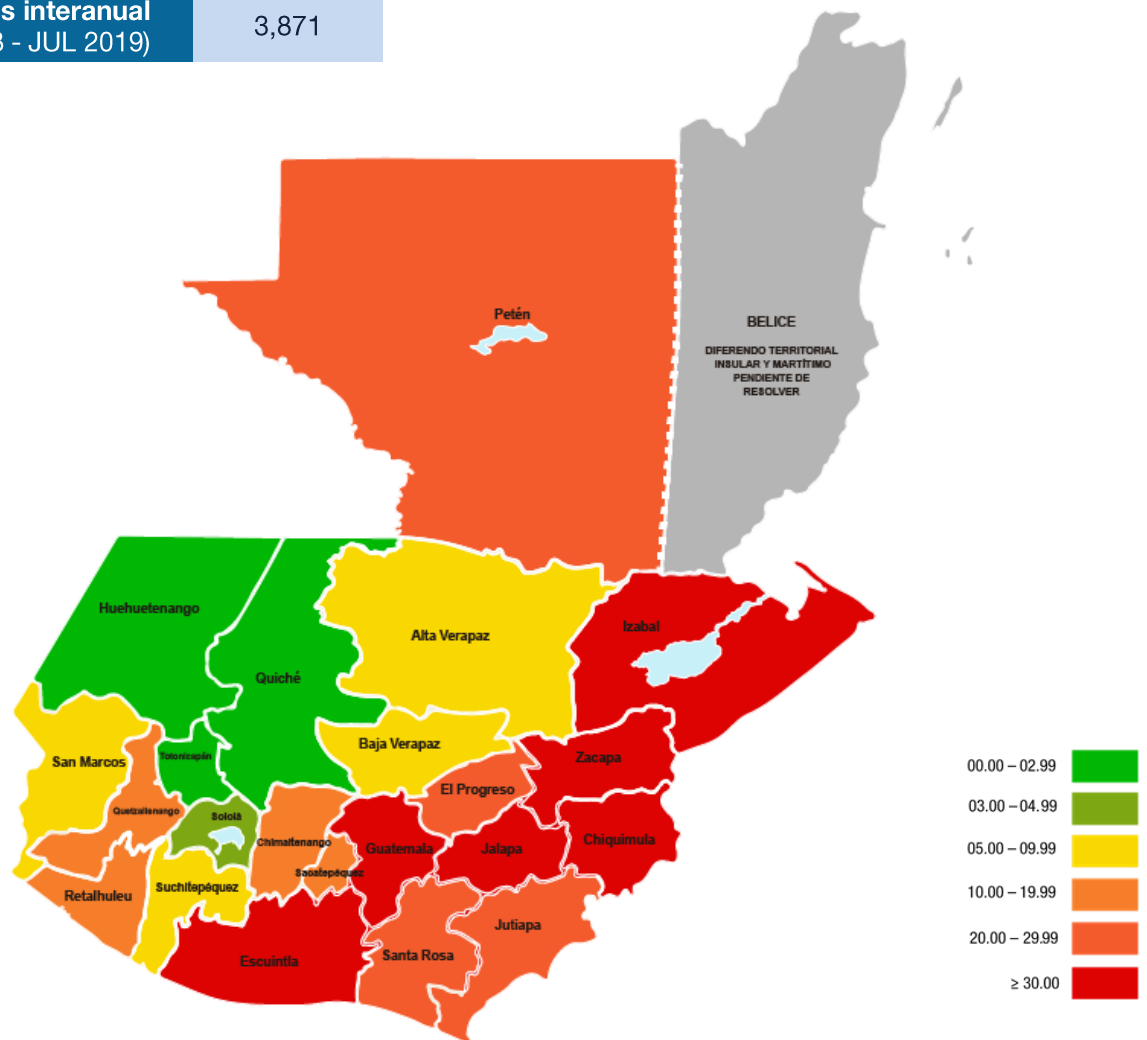 s interanual
3 - JUL 2019)
3,871
Petén
BELICE
DIFERENDO TERRITORIAL
INSULAR Y MARTÍTIMO
PENDIENTE DE
RESOLVER
Huehuetenango
Izabal
Alta Verapaz
Quiché
Baja Verapaz
San Marcos
Totonicapán
Zacapa
El Progreso
Quetzaltenango
Sololá
Chimaltenango
Guatemala
Jalapa
Chiquimula
Sacatepéquez
Suchitepéquez
Retalhuleu
Jutiapa
Santa Rosa
Escuintla
00.00 – 02.99
03.00 – 04.99
05.00 – 09.99
10.00 – 19.99
20.00 – 29.99
≥ 30.00